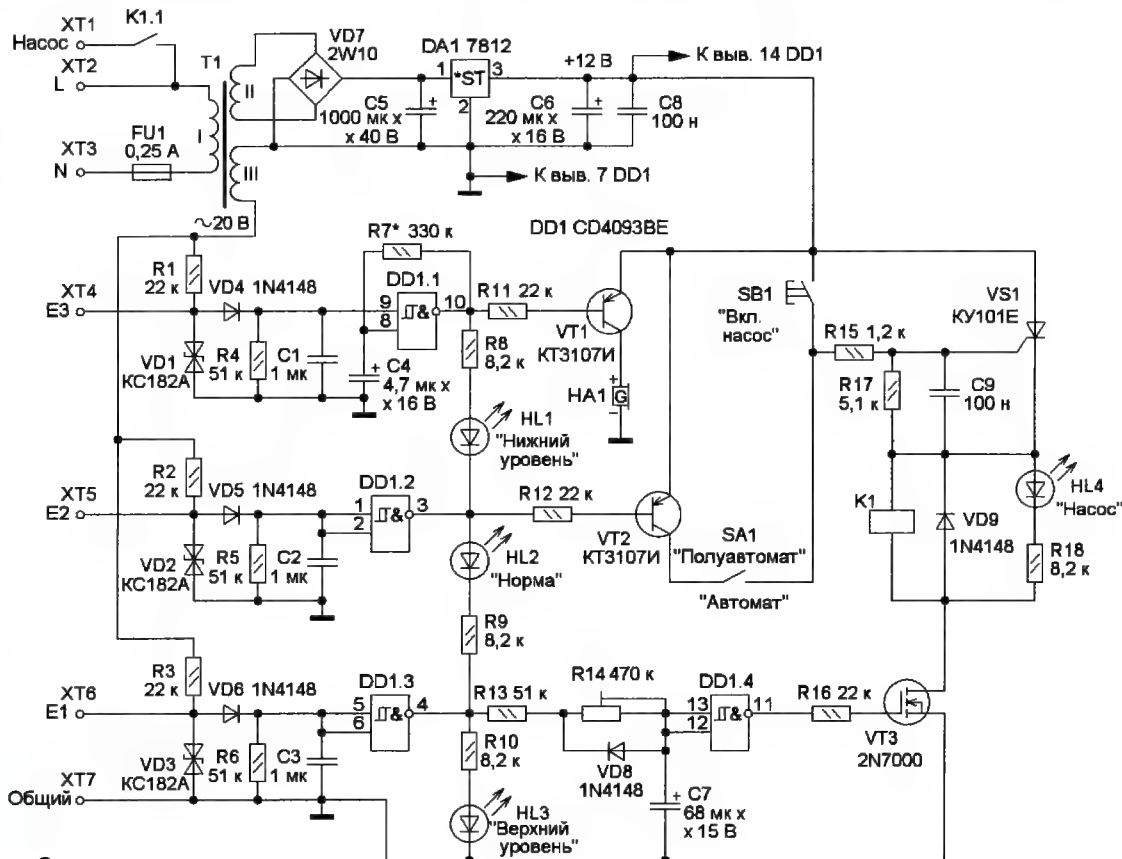 XT1
K1.1
Насос
XT2
L
XT3
N
FU1
0,25 А
T1
I
II
III
~20 В
VD7
2W10
DA1 7812
1
*ST
3
2
C5
1000 мк х
х 40 В
+
+12 В
К выв. 14 DD1
C6
220 мк х
х 16 В
+
C8
100 н
К выв. 7 DD1
R7* 330 к
DD1 CD4093BE
R1
22 к
VD4 1N4148
XT4
E3
VD1
КС182А
R4
51 к
C1
1 мк
DD1.1
9
8
&
10
C4
4,7 мк х
х 16 В
+
R11 22 к
R8
8,2 к
VT1
КТ3107И
HA1
+
G
–
HL1
"Нижний
уровень"
SB1
"Вкл.
насос"
VS1
КУ101Е
R15 1,2 к
R17
5,1 к
C9
100 н
R2
22 к
VD5 1N4148
XT5
E2
VD2
КС182А
R5
51 к
C2
1 мк
DD1.2
1
2
&
3
R12 22 к
VT2
КТ3107И
HL2
"Норма"
SA1
"Полуавтомат"
"Автомат"
K1
VD9
1N4148
HL4
"Насос"
R18
8,2 к
R9
8,2 к
R3
22 к
VD6 1N4148
XT6
E1
VD3
КС182А
R6
51 к
C3
1 мк
DD1.3
5
6
&
4
R13 51 к
R14 470 к
DD1.4
13
12
&
11
R16 22 к
VT3
2N7000
R10
8,2 к
VD8
1N4148
C7
68 мк х
х 15 В
+
XT7
Общий
HL3
"Верхний
уровень"